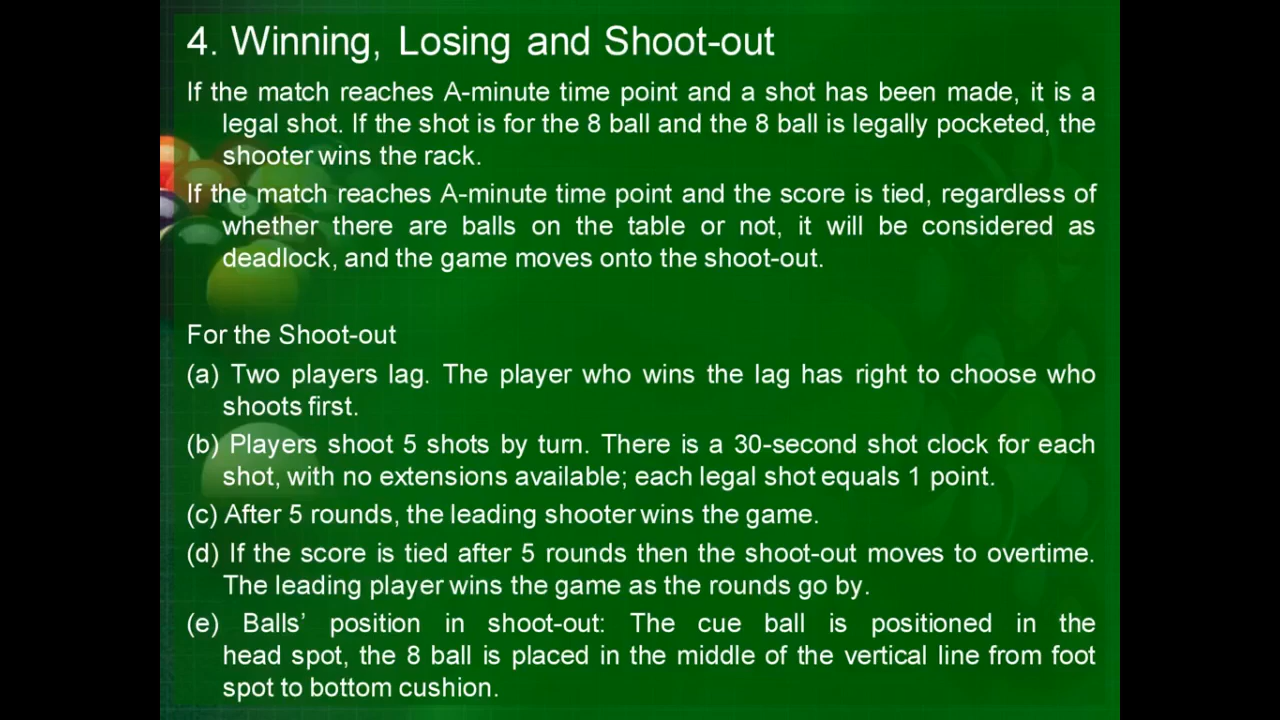 4. Winning, Losing and Shoot-out
If the match reaches A-minute time point and a shot has been made, it is a
legal shot. If the shot is for the 8 ball and the 8 ball is legally pocketed, the
shooter wins the rack.
If the match reaches A-minute time point and the score is tied, regardless of
whether there are balls on the table or not, it will be considered as
deadlock, and the game moves onto the shoot-out.
For the Shoot-out
(a) Two players lag. The player who wins the lag has right to choose who
shoots first.
(b) Players shoot 5 shots by turn. There is a 30-second shot clock for each
shot, with no extensions available; each legal shot equals 1 point.
(c) After 5 rounds, the leading shooter wins the game.
(d) If the score is tied after 5 rounds then the shoot-out moves to overtime.
The leading player wins the game as the rounds go by.
(e) Balls’ position in shoot-out: The cue ball is positioned in the
head spot, the 8 ball is placed in the middle of the vertical line from foot
spot to bottom cushion.